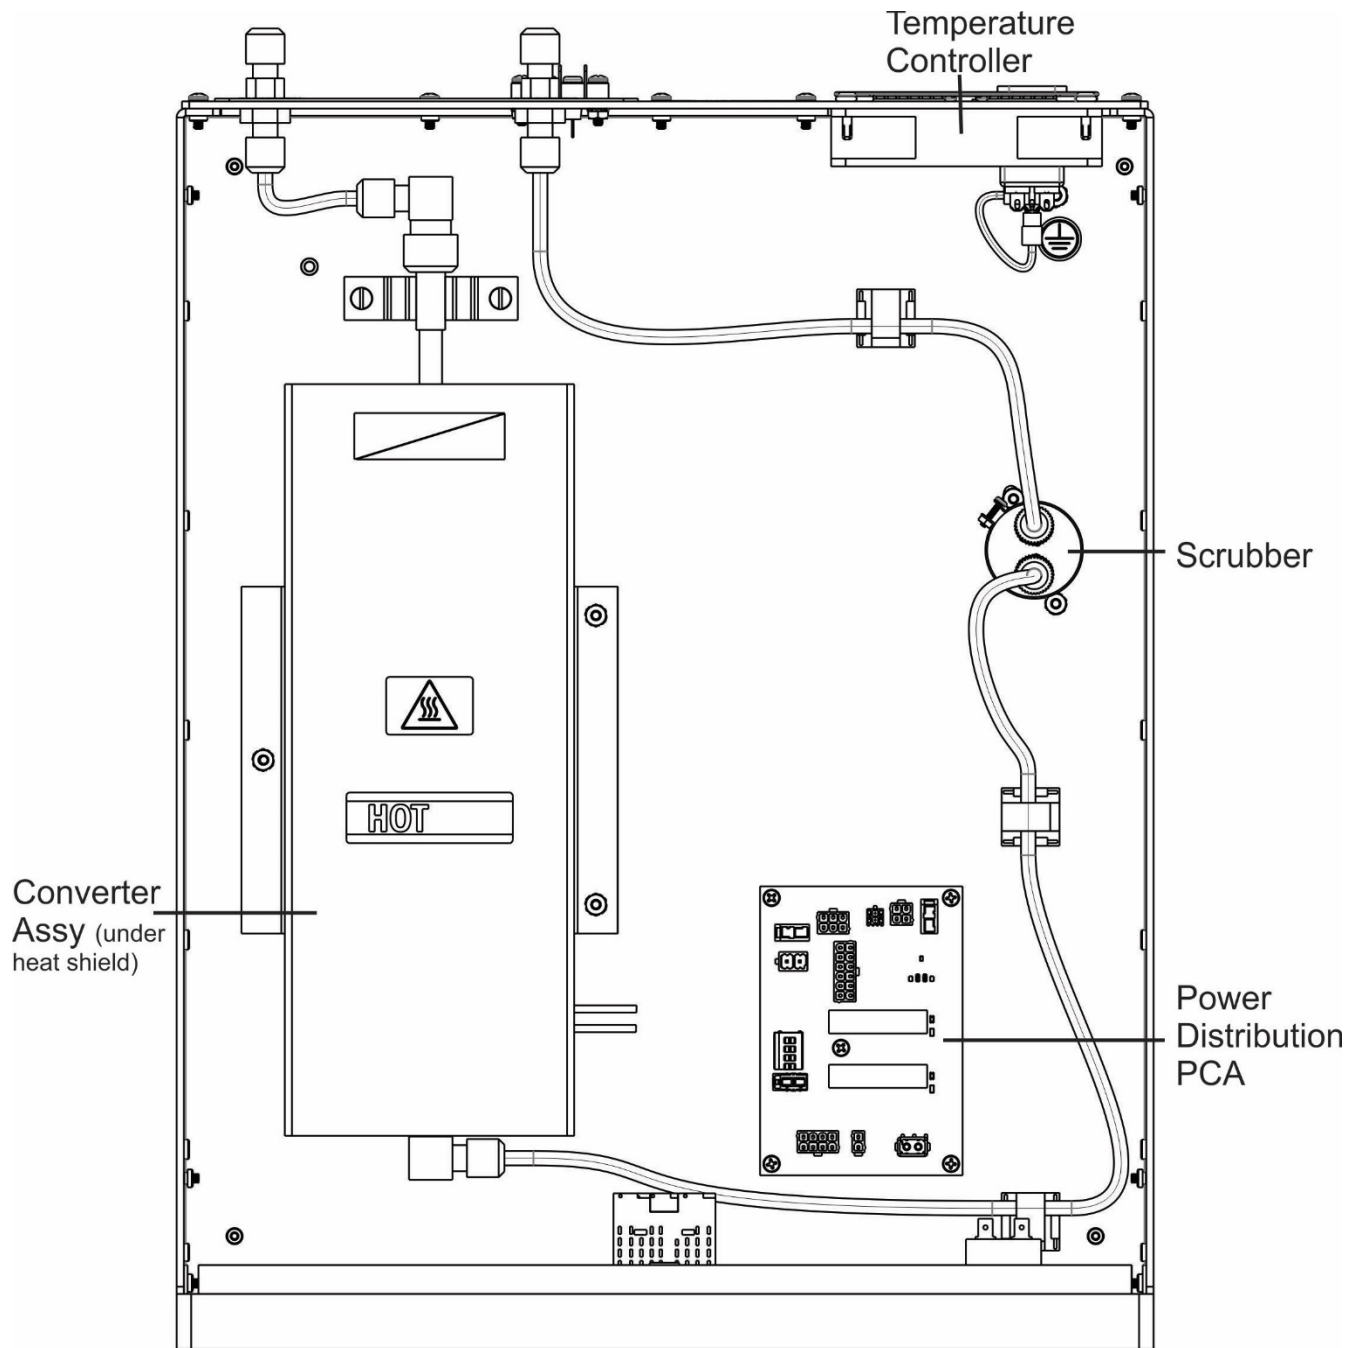 Temperature
Controller
Scrubber
HOT
Converter
Assy (under
heat shield)
Power
Distribution
PCA